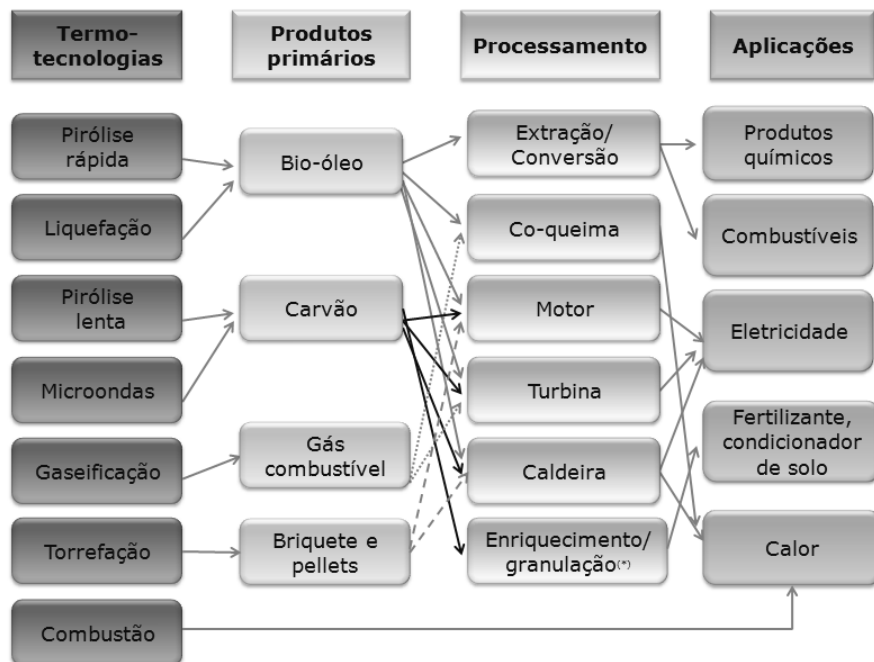 Termo-
tecnologias
Produtos
primários
Processamento
Aplicações
Pirólise
rápida
Liquefação
Pirólise
lenta
Microondas
Gaseificação
Torrefação
Combustão
Bio-óleo
Carvão
Gás
combustível
Briquete e
pellets
Extração/
Conversão
Co-queima
Motor
Turbina
Caldeira
Enriquecimento/
granulação(*)
Produtos
químicos
Combustíveis
Eletricidade
Fertilizante,
condicionador
de solo
Calor